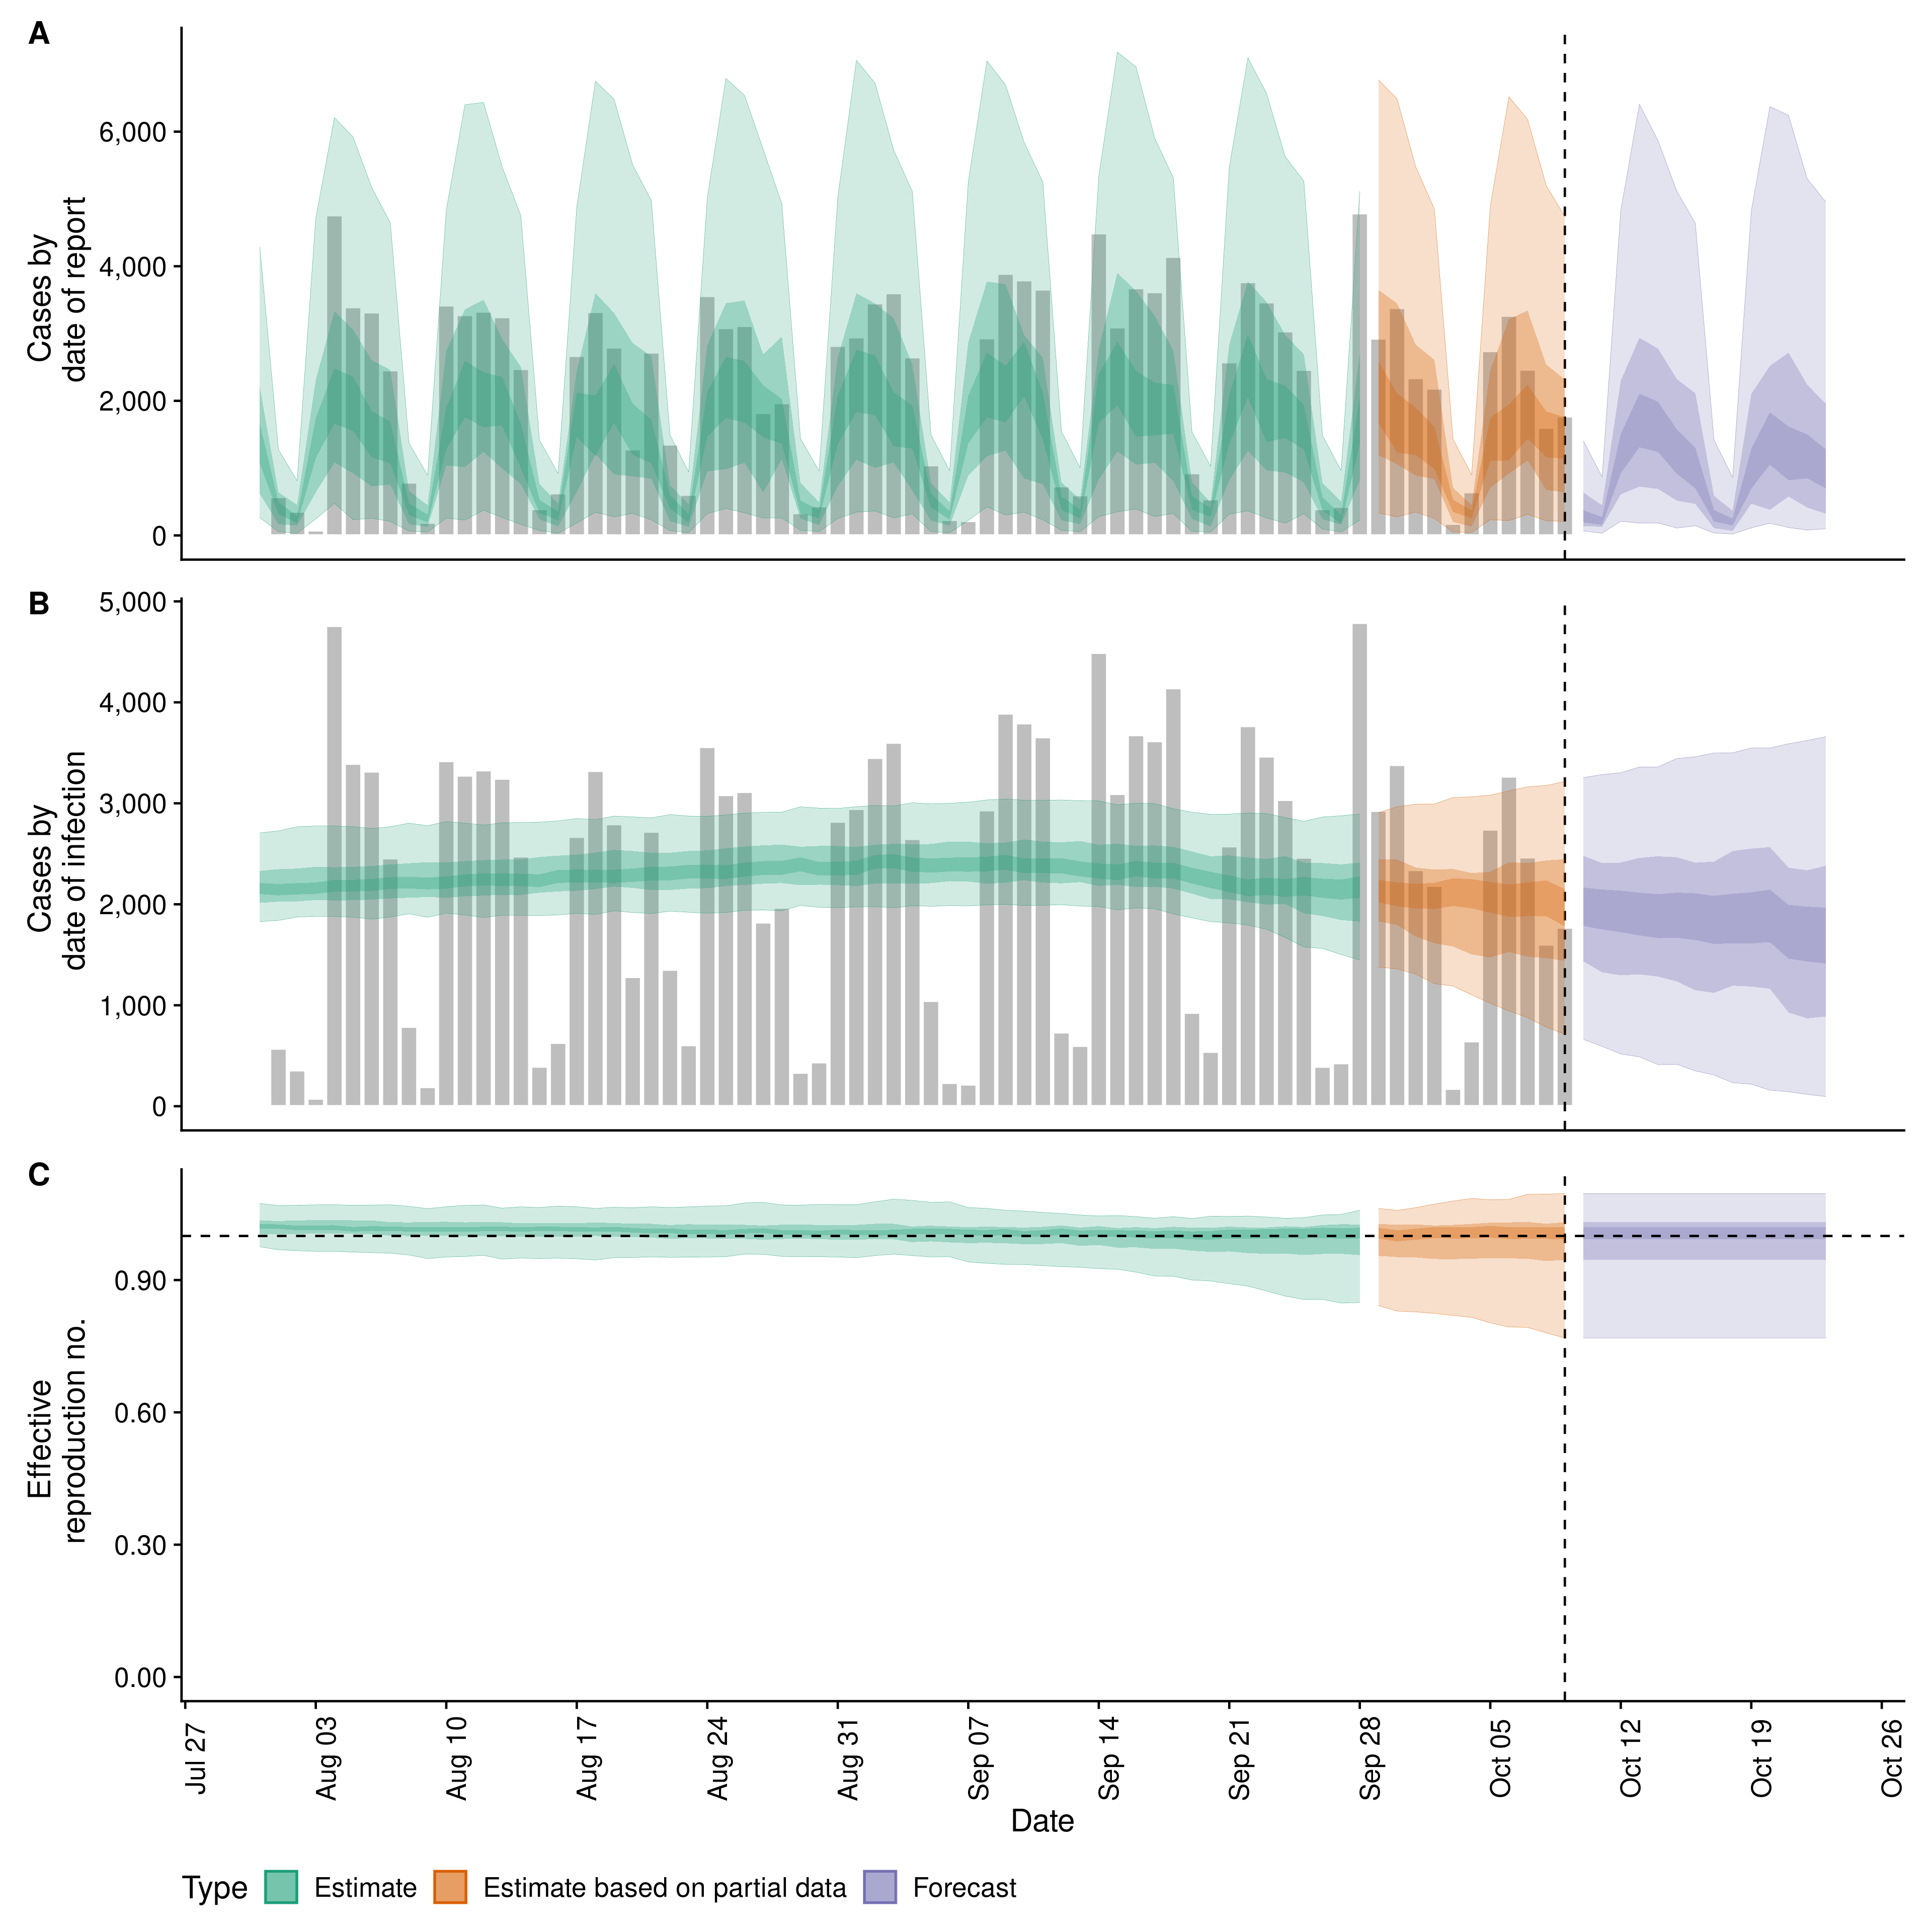 A
Cases by
date of report
6,000
4,000
2,000
0
B
Cases by
date of infection
5,000
4,000
3,000
2,000
1,000
0
C
Effective
reproduction no.
0.90
0.60
0.30
0.00
Jul 27
Aug 03
Aug 10
Aug 17
Aug 24
Aug 31
Sep 07
Sep 14
Sep 21
Sep 28
Oct 05
Oct 12
Oct 19
Oct 26
Date
Type
Estimate
Estimate based on partial data
Forecast